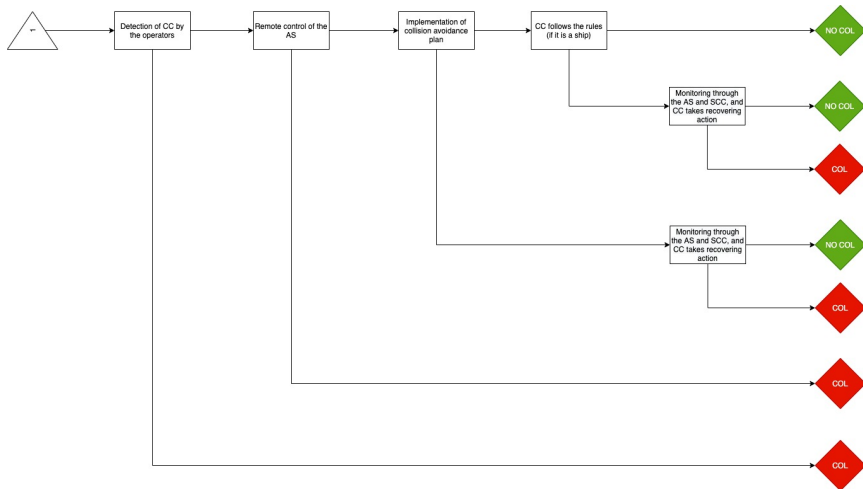 1
Detection of CC by
the operators
Remote control of the
AS
Implementation of
collision avoidance
plan
CC follows the rules
(if it is a ship)
NO COL
Monitoring through
the AS and SCC, and
CC takes recovering
action
NO COL
COL
Monitoring through
the AS and SCC, and
CC takes recovering
action
NO COL
COL
COL
COL